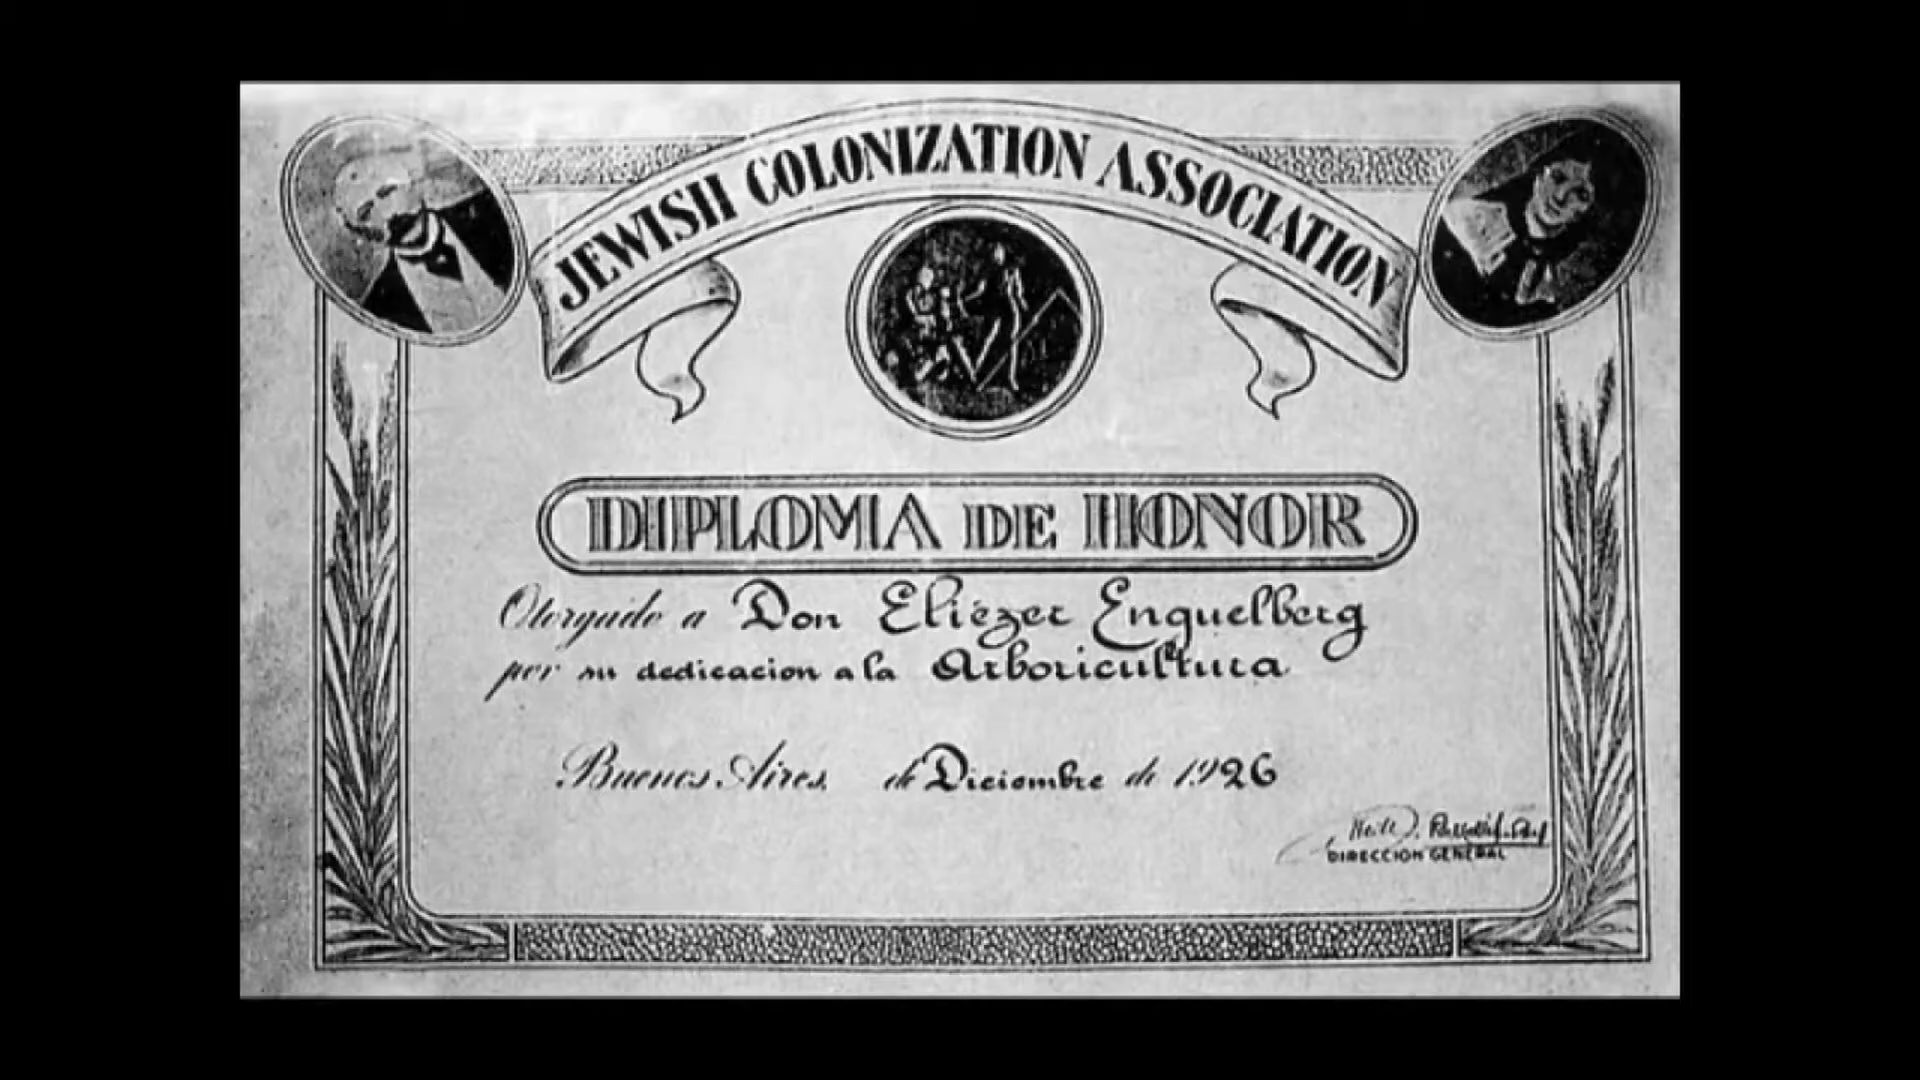 JEWISH COLONIZATION ASSOCIATION
DIPLOMA DE HONOR
Otorgado a Don Eliézer Enguelberg
por su dedicacion a la Arboricultura
Buenos Aires, de Diciembre de 1926
DIRECCION GENERAL